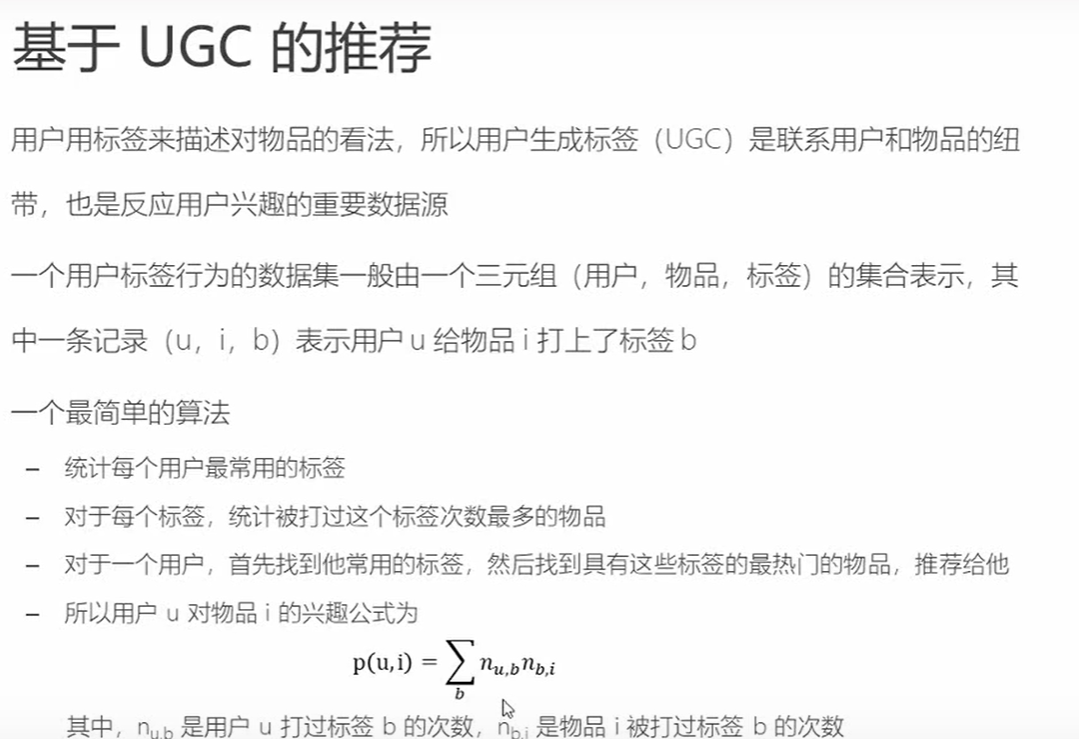 基于 UGC 的推荐
用户用标签来描述对物品的看法，所以用户生成标签（UGC）是联系用户和物品的纽
带，也是反应用户兴趣的重要数据源
一个用户标签行为的数据集一般由一个三元组（用户，物品，标签）的集合表示，其
中一条记录（u，i，b）表示用户 u 给物品 i 打上了标签 b
一个最简单的算法
– 统计每个用户最常用的标签
– 对于每个标签，统计被打过这个标签次数最多的物品
– 对于一个用户，首先找到他常用的标签，然后找到具有这些标签的最热门的物品，推荐给他
– 所以用户 u 对物品 i 的兴趣公式为
p(u,i) = ∑_b n_{u,b}n_{b,i}
其中，n_{u,b} 是用户 u 打过标签 b 的次数，n_{b,i} 是物品 i 被打过标签 b 的次数